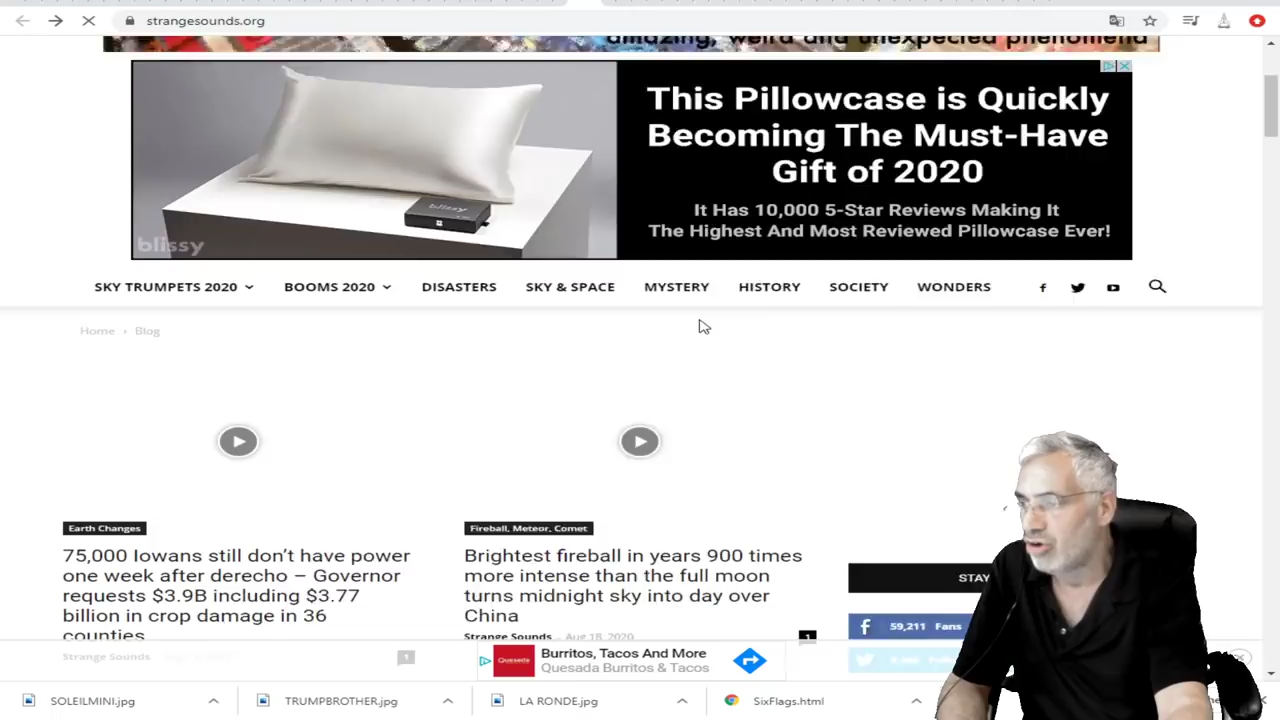 strangesounds.org
amazing, weird and unexpected phenomena
This Pillowcase is Quickly
Becoming The Must-Have
Gift of 2020
It Has 10,000 5-Star Reviews Making It
The Highest And Most Reviewed Pillowcase Ever!
blissy
blissy
SKY TRUMPETS 2020 BOOMS 2020 DISASTERS SKY & SPACE MYSTERY HISTORY SOCIETY WONDERS
Home › Blog
Earth Changes
75,000 Iowans still don’t have power
one week after derecho – Governor
requests $3.9B including $3.77
billion in crop damage in 36
counties
Strange Sounds
1
Fireball, Meteor, Comet
Brightest fireball in years 900 times
more intense than the full moon
turns midnight sky into day over
China
Strange Sounds - Aug 18, 2020
1
STAY
59,211 Fans
Quesada
Burritos, Tacos And More
Quesada Burritos & Tacos
SOLEILMINI.jpg
TRUMPBROTHER.jpg
LA RONDE.jpg
SixFlags.html